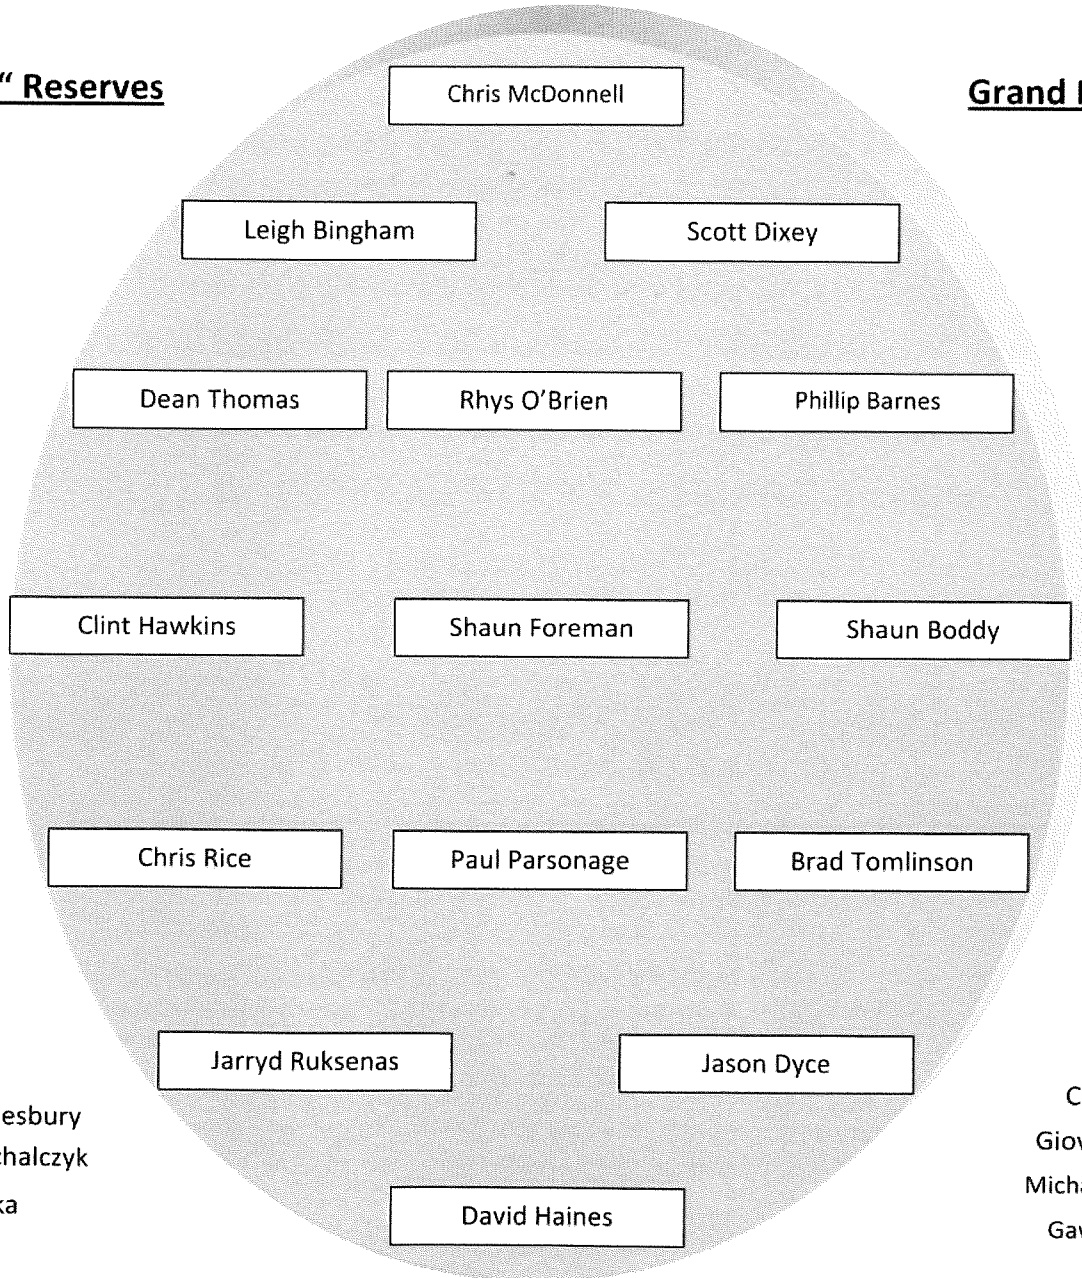 “ Reserves
Grand
Chris McDonnell
Leigh Bingham
Scott Dixey
Dean Thomas
Rhys O’Brien
Phillip Barnes
Clint Hawkins
Shaun Foreman
Shaun Boddy
Chris Rice
Paul Parsonage
Brad Tomlinson
Jarryd Ruksenas
Jason Dyce
esbury
C
halczyk
Giov
Micha
ka
David Haines
Gav